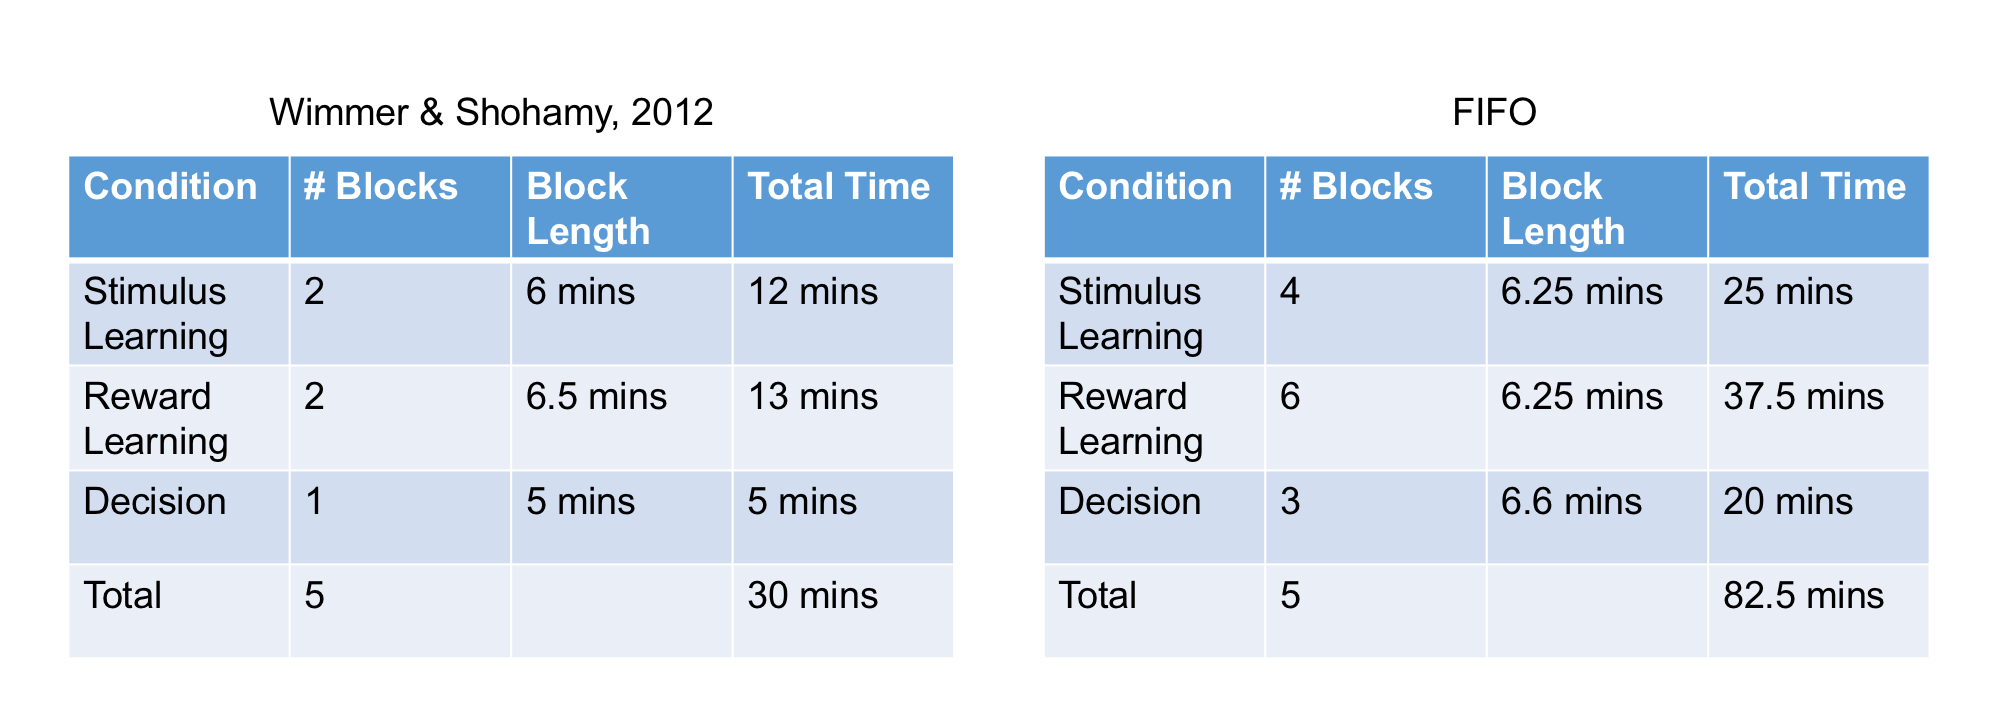 Wimmer & Shohamy, 2012
Condition # Blocks Block Length Total Time
Stimulus Learning 2 6 mins 12 mins
Reward Learning 2 6.5 mins 13 mins
Decision 1 5 mins 5 mins
Total 5 30 mins
FIFO
Condition # Blocks Block Length Total Time
Stimulus Learning 4 6.25 mins 25 mins
Reward Learning 6 6.25 mins 37.5 mins
Decision 3 6.6 mins 20 mins
Total 5 82.5 mins